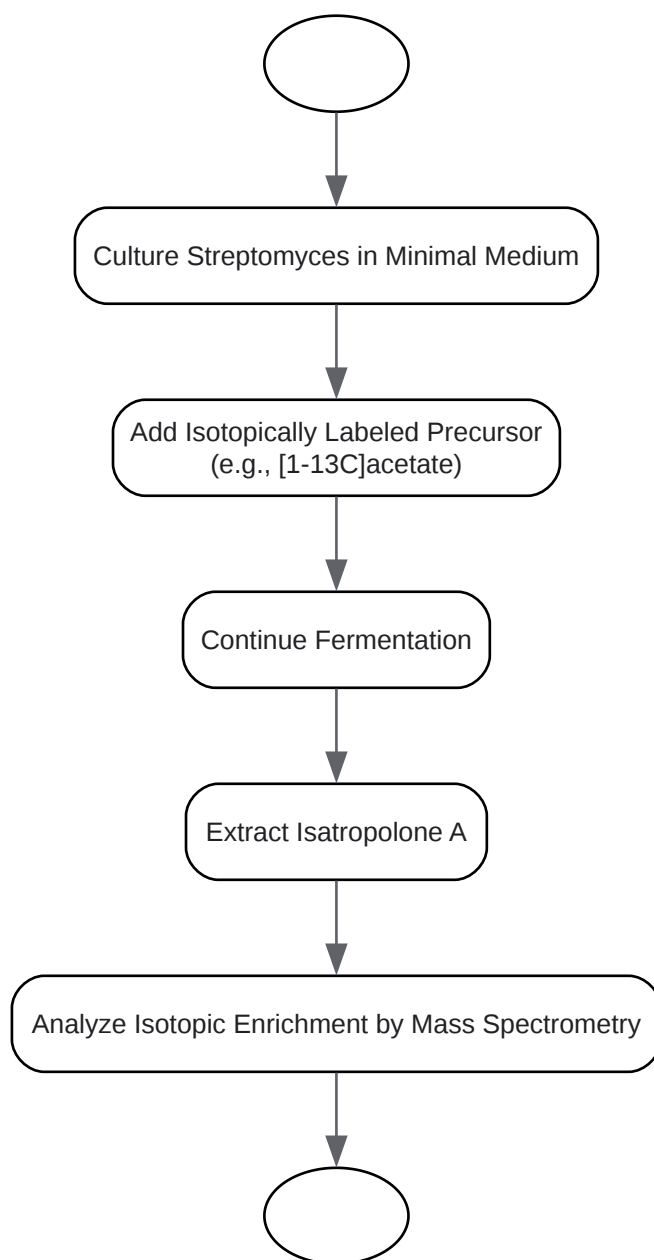 Culture Streptomyces in Minimal Medium
Add Isotopically Labeled Precursor
(e.g., [1-13C]acetate)
Continue Fermentation
Extract Isatropolone A
Analyze Isotopic Enrichment by Mass Spectrometry